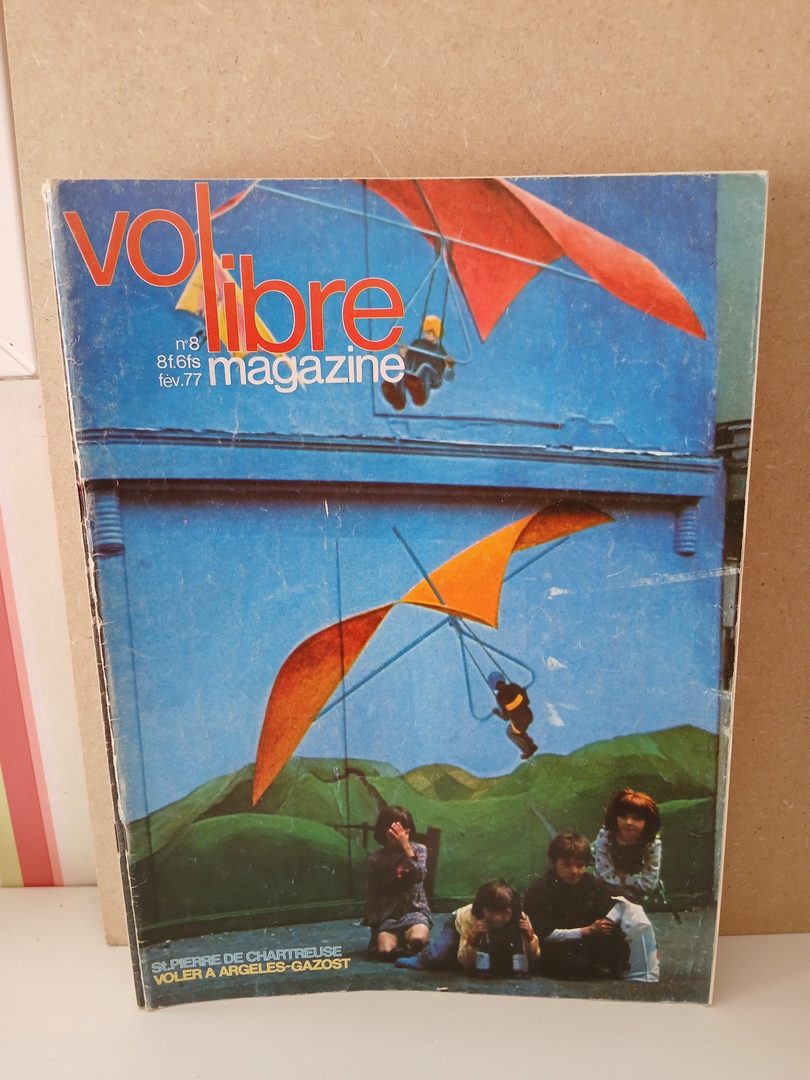 vol
libre
n°8
8f.6fs
fév.77
magazine
St.PIERRE DE CHARTREUSE
VOLER A ARGELES-GAZOST